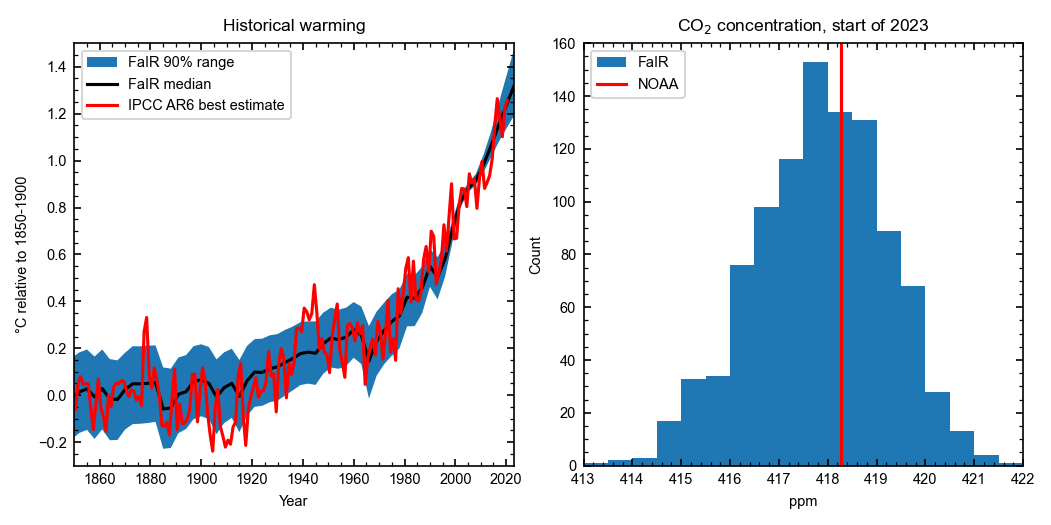 Historical warming
FaIR 90% range
FaIR median
IPCC AR6 best estimate
°C relative to 1850-1900
1.4
1.2
1.0
0.8
0.6
0.4
0.2
0.0
−0.2
1860 1880 1900 1920 1940 1960 1980 2000 2020
Year
CO₂ concentration, start of 2023
FaIR
NOAA
Count
160
140
120
100
80
60
40
20
0
413 414 415 416 417 418 419 420 421 422
ppm